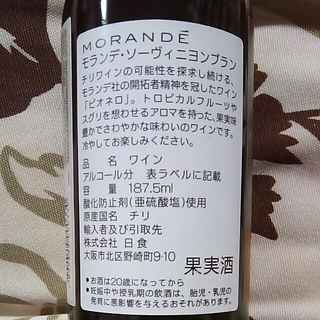 MORANDÉ
モランデ・ソーヴィニヨンブラン
チリワインの可能性を探求し続ける、
モランデ社の開拓者精神を冠したワイン
「ピオネロ」。トロピカルフルーツや
スグリを想わせるアロマを持った、果実味
豊かでさわやかな味わいのワインです。
冷やしてお楽しみください。
品 名 ワイン
アルコール分 表ラベルに記載
容 量 187.5ml
酸化防止剤(亜硫酸塩)使用
原産国名 チリ
輸入者及び引取先
株式会社 日食
大阪市北区野崎町9-10
果実酒
●お酒は20歳になってから
●妊娠中や授乳期の飲酒は、胎児・乳児の
発育に悪影響を与えるおそれがあります。